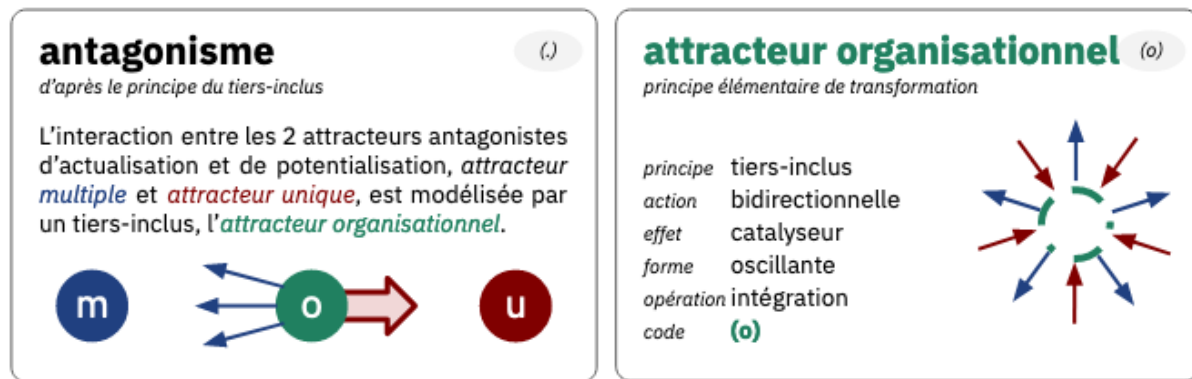 antagonisme
(.)
d'après le principe du tiers-inclus
L'interaction entre les 2 attracteurs antagonistes
d'actualisation et de potentialisation, attracteur
multiple et attracteur unique, est modélisée par
un tiers-inclus, l'attracteur organisationnel.
m
o
u
attracteur organisationnel
(o)
principe élémentaire de transformation
principe tiers-inclus
action bidirectionnelle
effet catalyseur
forme oscillante
opération intégration
code (o)